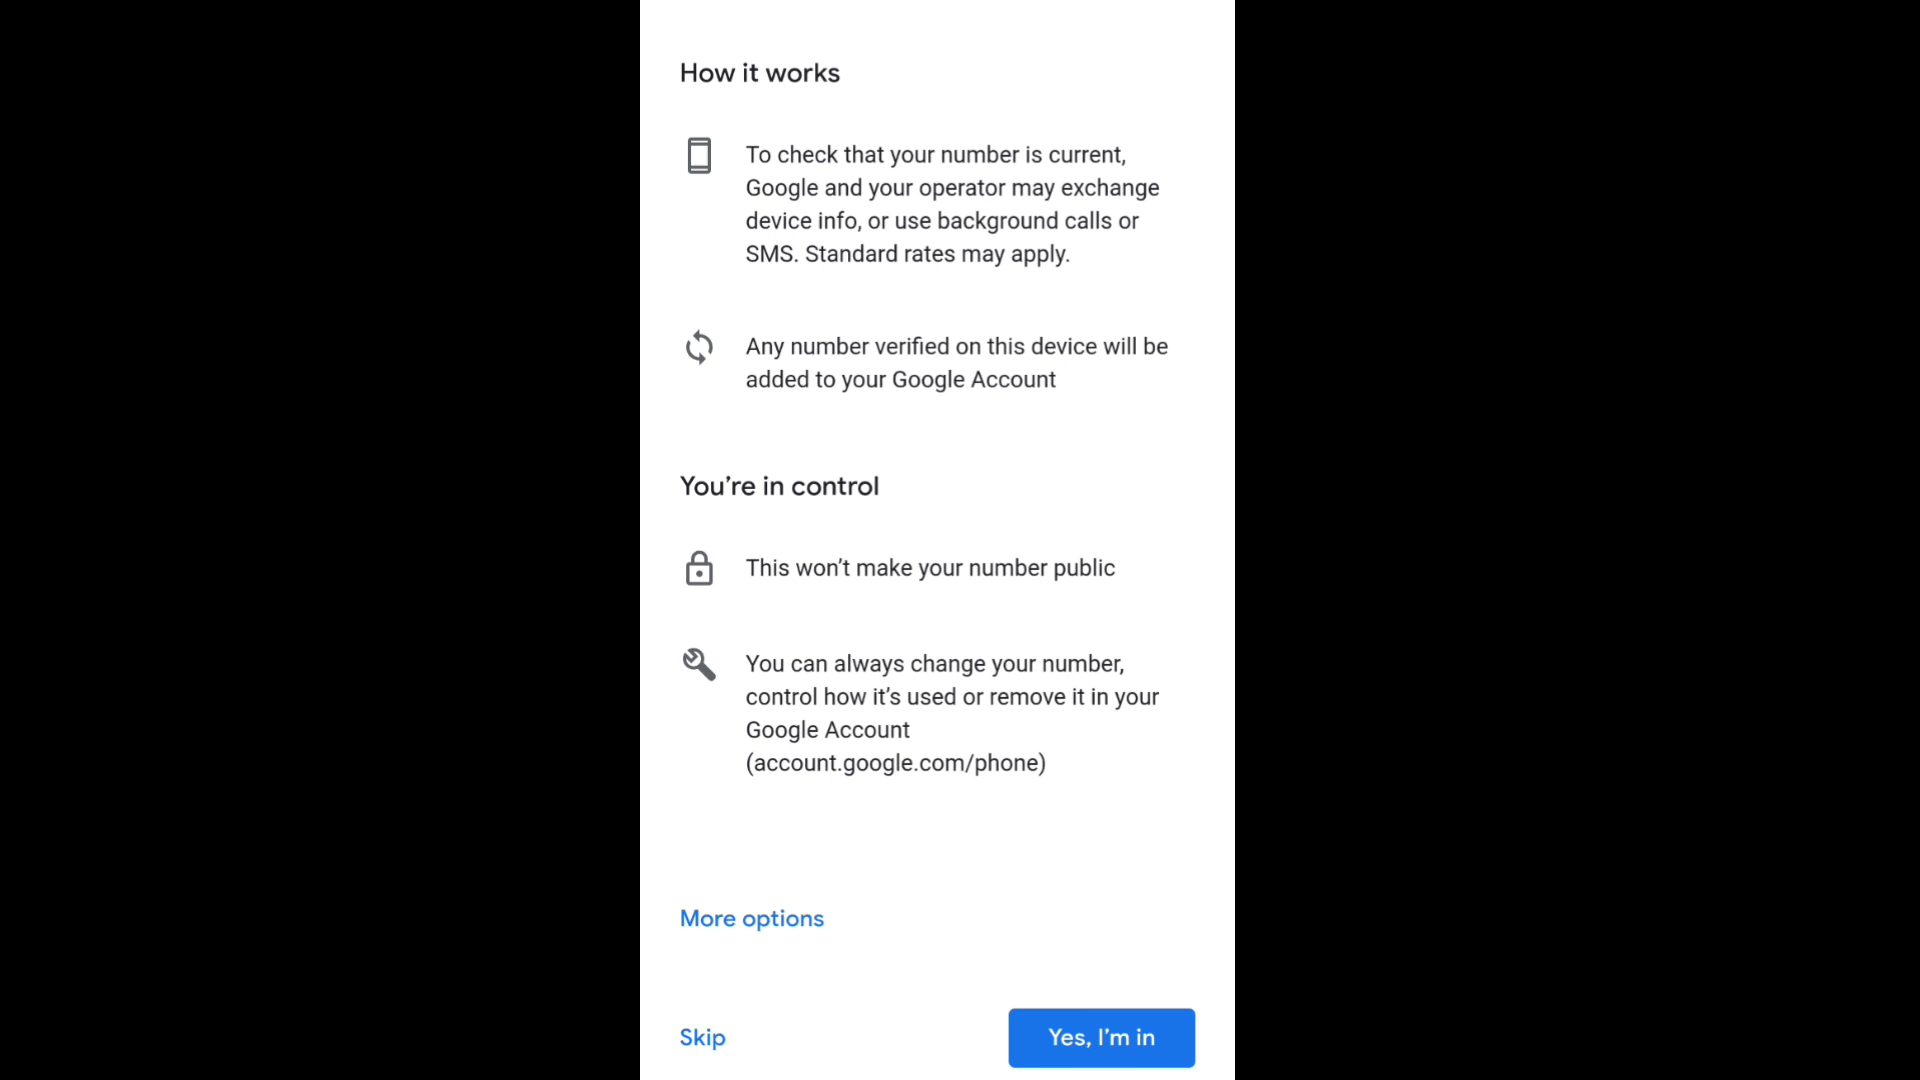 How it works
To check that your number is current,
Google and your operator may exchange
device info, or use background calls or
SMS. Standard rates may apply.
Any number verified on this device will be
added to your Google Account
You’re in control
This won’t make your number public
You can always change your number,
control how it’s used or remove it in your
Google Account
(account.google.com/phone)
More options
Skip
Yes, I’m in